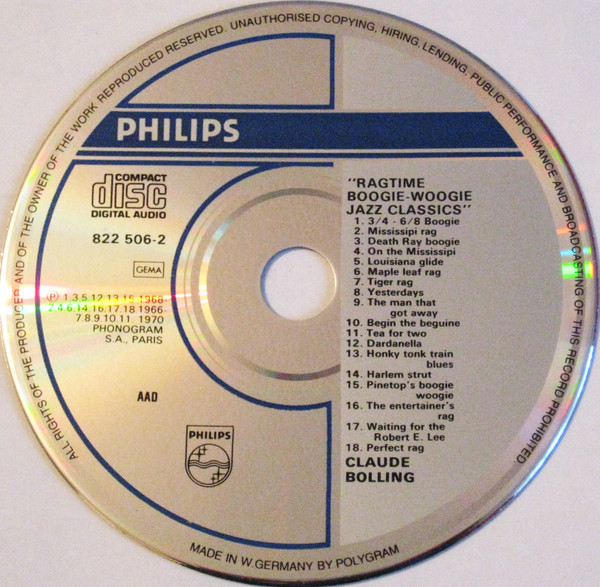 ALL RIGHTS OF THE PRODUCER AND OF THE OWNER OF THE WORK REPRODUCED RESERVED. UNAUTHORISED COPYING, HIRING, LENDING, PUBLIC PERFORMANCE AND BROADCASTING OF THIS RECORD PROHIBITED.
PHILIPS
COMPACT
disc
DIGITAL AUDIO
822 506-2
GEMA
℗ 1.3.5.12.13.15 1968
2.4.6.14.16.17.18 1966-
7.8.9.10.11. 1970
PHONOGRAM
S.A., PARIS
AAD
PHILIPS
"RAGTIME
BOOGIE-WOOGIE
JAZZ CLASSICS"
1. 3/4 - 6/8 Boogie
2. Mississipi rag
3. Death Ray boogie
4. On the Mississipi
5. Louisiana glide
6. Maple leaf rag
7. Tiger rag
8. Yesterdays
9. The man that
got away
10. Begin the beguine
11. Tea for two
12. Dardanella
13. Honky tonk train
blues
14. Harlem strut
15. Pinetop's boogie
woogie
16. The entertainer's
rag
17. Waiting for the
Robert E. Lee
18. Perfect rag
CLAUDE
BOLLING
MADE IN W. GERMANY BY POLYGRAM